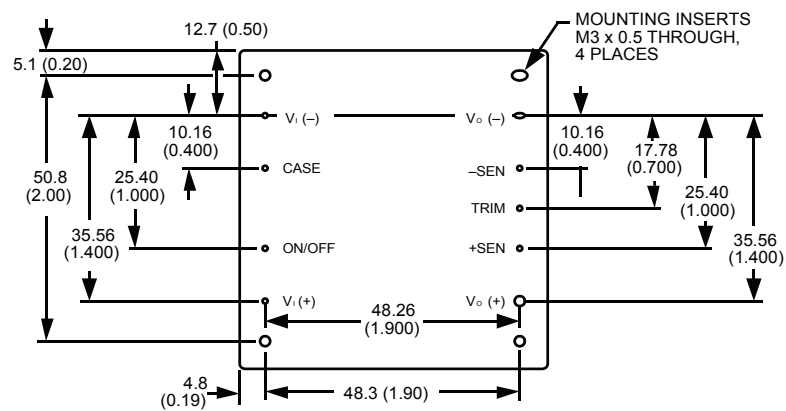 12.7 (0.50)
MOUNTING INSERTS
M3 x 0.5 THROUGH,
4 PLACES
5.1 (0.20)
VI (–)
VO (–)
10.16
(0.400)
10.16
(0.400)
17.78
(0.700)
50.8
(2.00)
25.40
(1.000)
CASE
–SEN
25.40
(1.000)
TRIM
35.56
(1.400)
ON/OFF
+SEN
35.56
(1.400)
VI (+)
VO (+)
48.26
(1.900)
4.8
(0.19)
48.3 (1.90)